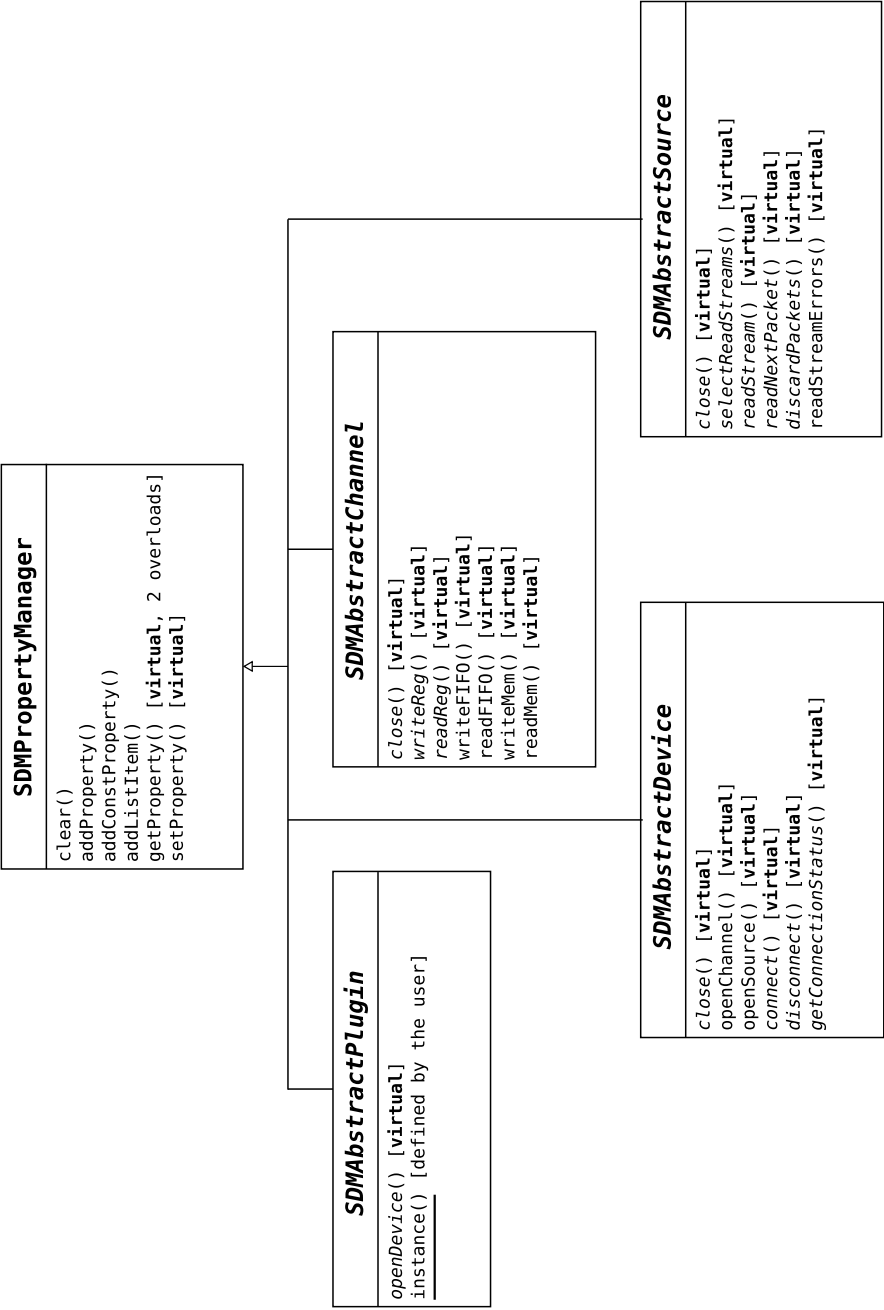 SDMPropertyManager
clear()
addProperty()
addConstProperty()
addListItem()
getProperty() [virtual, 2 overloads]
setProperty() [virtual]
SDMAbstractPlugin
openDevice() [virtual]
instance() [defined by the user]
SDMAbstractChannel
close() [virtual]
writeReg() [virtual]
readReg() [virtual]
writeFIFO() [virtual]
readFIFO() [virtual]
writeMem() [virtual]
readMem() [virtual]
SDMAbstractDevice
close() [virtual]
openChannel() [virtual]
openSource() [virtual]
connect() [virtual]
disconnect() [virtual]
getConnectionStatus() [virtual]
SDMAbstractSource
close() [virtual]
selectReadStreams() [virtual]
readStream() [virtual]
readNextPacket() [virtual]
discardPackets() [virtual]
readStreamErrors() [virtual]